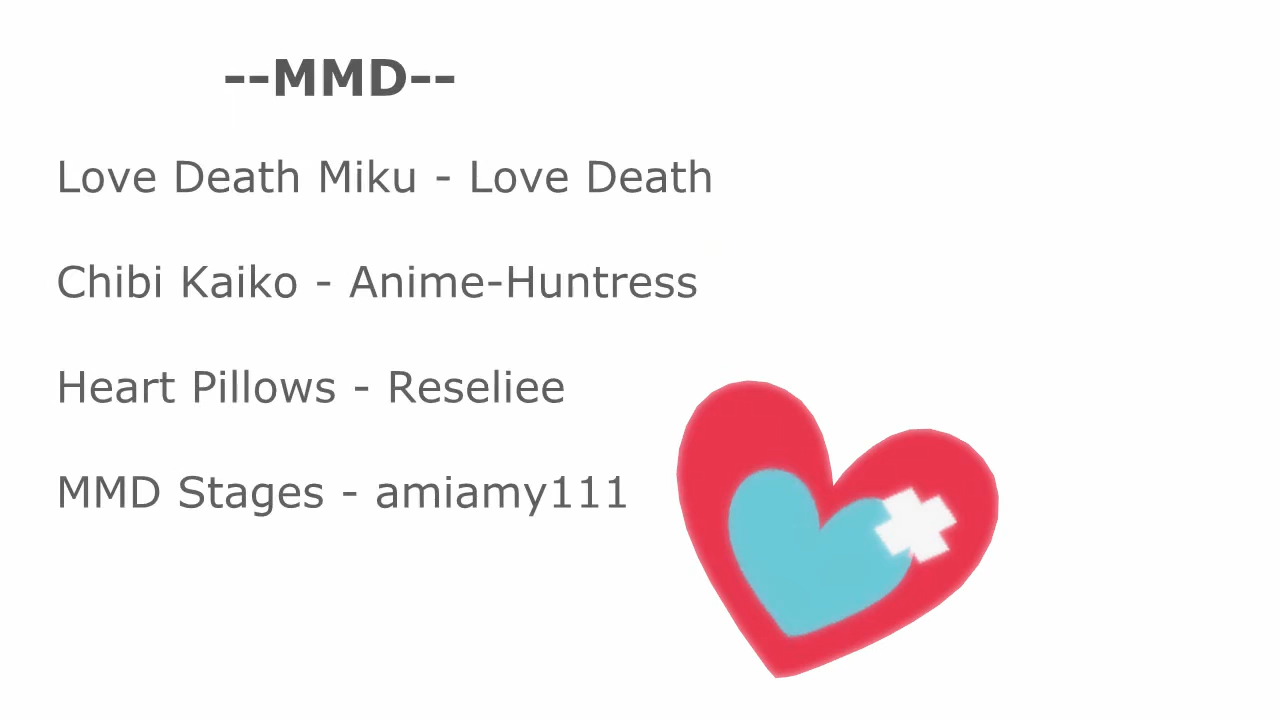 --MMD--
Love Death Miku - Love Death
Chibi Kaiko - Anime-Huntress
Heart Pillows - Reseliee
MMD Stages - amiamy111